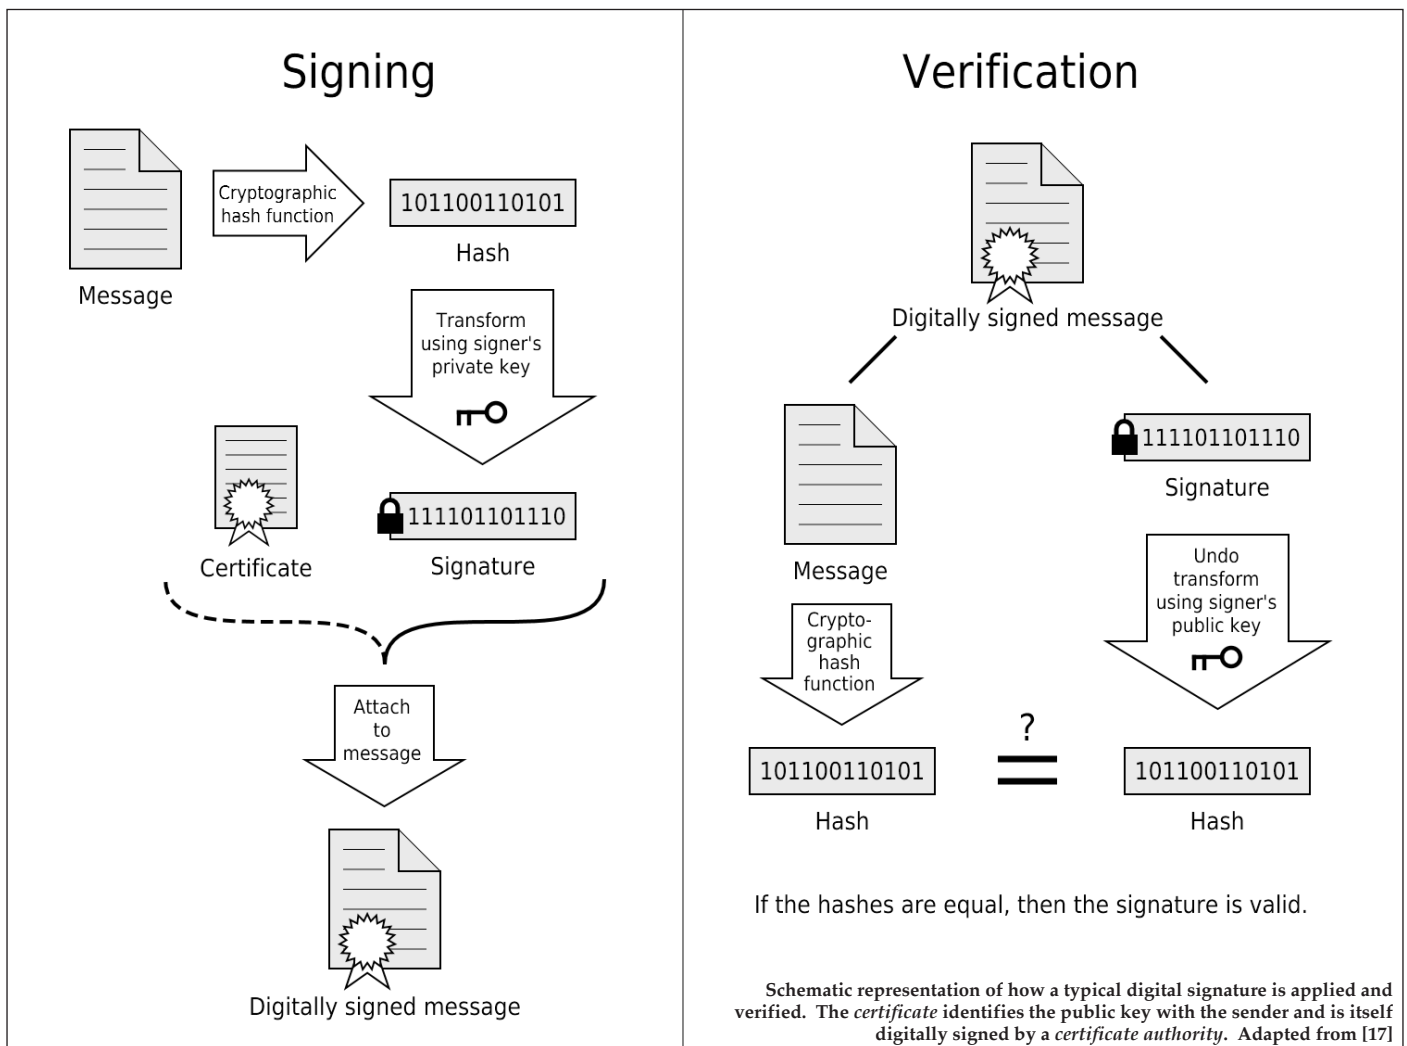 Signing
Cryptographic
hash function
101100110101
Hash
Message
Transform
using signer's
private key
111101101110
Certificate
Signature
Attach
to
message
Digitally signed message
Verification
Digitally signed message
111101101110
Signature
Message
Undo
transform
using signer's
public key
Crypto-
graphic
hash
function
?
101100110101
101100110101
Hash
Hash
If the hashes are equal, then the signature is valid.
Schematic representation of how a typical digital signature is applied and
verified. The certificate identifies the public key with the sender and is itself
digitally signed by a certificate authority. Adapted from [17]